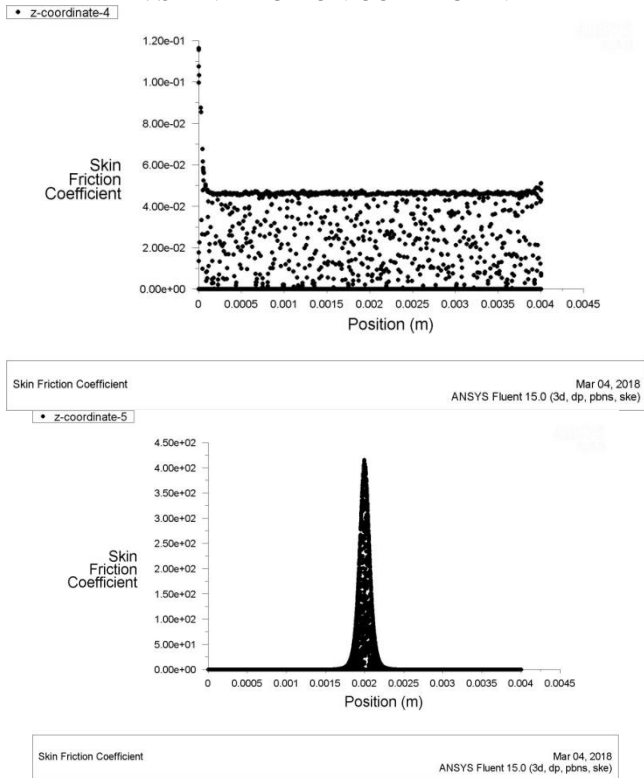 z-coordinate-4
1.20e-01
1.00e-01
8.00e-02
6.00e-02
4.00e-02
2.00e-02
0.00e+00
Skin
Friction
Coefficient
0 0.0005 0.001 0.0015 0.002 0.0025 0.003 0.0035 0.004 0.0045
Position (m)
Skin Friction Coefficient
Mar 04, 2018
ANSYS Fluent 15.0 (3d, dp, pbns, ske)
z-coordinate-5
4.50e+02
4.00e+02
3.50e+02
3.00e+02
2.50e+02
2.00e+02
1.50e+02
1.00e+02
5.00e+01
0.00e+00
Skin
Friction
Coefficient
0 0.0005 0.001 0.0015 0.002 0.0025 0.003 0.0035 0.004 0.0045
Position (m)
Skin Friction Coefficient
Mar 04, 2018
ANSYS Fluent 15.0 (3d, dp, pbns, ske)